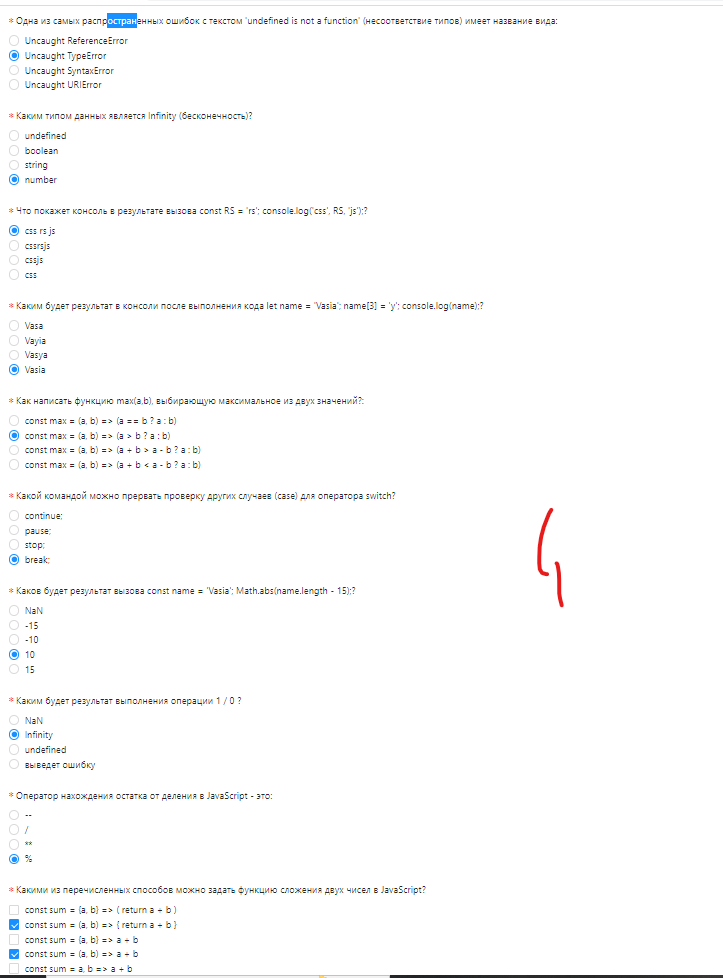 * Одна из самых распространенных ошибок с текстом 'undefined is not a function' (несоответствие типов) имеет название вида:
Uncaught ReferenceError
Uncaught TypeError
Uncaught SyntaxError
Uncaught URIError
* Каким типом данных является Infinity (бесконечность)?
undefined
boolean
string
number
* Что покажет консоль в результате вызова const RS = 'rs'; console.log('css', RS, 'js');?
css rs js
cssrsjs
cssjs
css
* Каким будет результат в консоли после выполнения кода let name = 'Vasia'; name[3] = 'y'; console.log(name);?
Vasa
Vayia
Vasya
Vasia
* Как написать функцию max(a,b), выбирающую максимальное из двух значений?:
const max = (a, b) => (a == b ? a : b)
const max = (a, b) => (a > b ? a : b)
const max = (a, b) => (a + b > a - b ? a : b)
const max = (a, b) => (a + b < a - b ? a : b)
* Какой командой можно прервать проверку других случаев (case) для оператора switch?
continue;
pause;
stop;
break;
* Каков будет результат вызова const name = 'Vasia'; Math.abs(name.length - 15);?
NaN
-15
-10
10
15
* Каким будет результат выполнения операции 1 / 0 ?
NaN
Infinity
undefined
выведет ошибку
* Оператор нахождения остатка от деления в JavaScript - это:
--
/
**
%
* Какими из перечисленных способов можно задать функцию сложения двух чисел в JavaScript?
const sum = {a, b} => ( return a + b )
const sum = (a, b) => { return a + b }
const sum = {a, b} => a + b
const sum = (a, b) => a + b
const sum = a, b => a + b